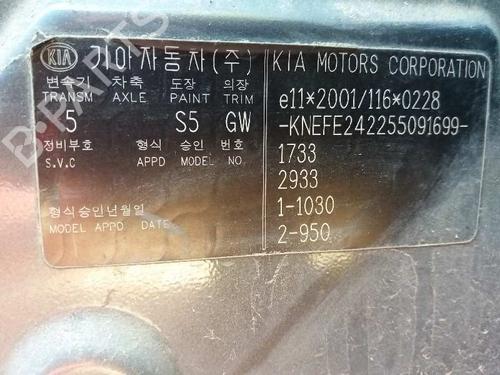 KIA 기아자동차(주) KIA MOTORS CORPORATION
변속기 차축 도장 의장
TRANSM AXLE PAINT TRIM
5 S5 GW
정비부호 형식 승인 번호
S.V.C APPD MODEL NO.
형식승인년월일
MODEL APPD DATE
e11*2001/116*0228
-KNEFE242255091699-
1733
2933
1-1030
2-950